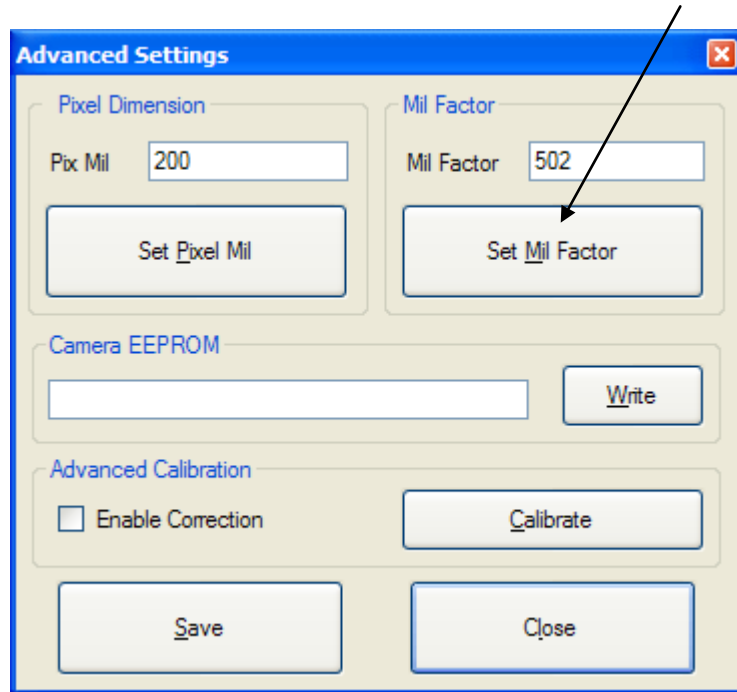 Advanced Settings
Pixel Dimension
Pix Mil 200
Set Pixel Mil
Mil Factor
Mil Factor 502
Set Mil Factor
Camera EEPROM
Write
Advanced Calibration
Enable Correction
Calibrate
Save
Close